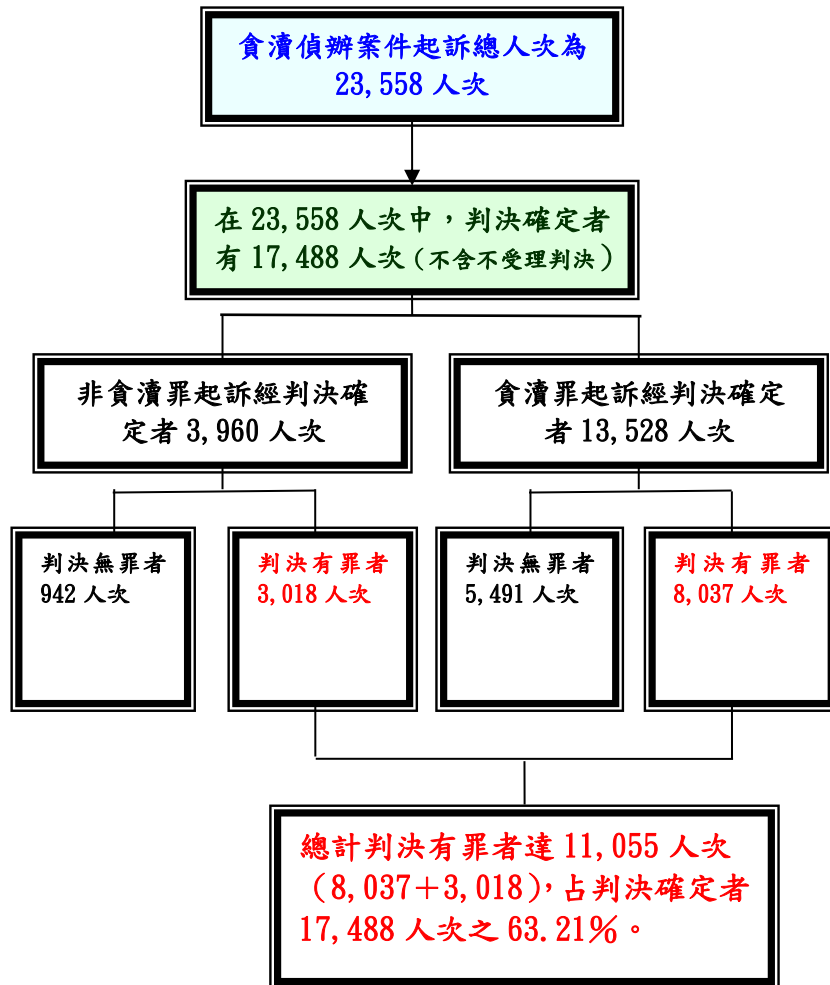 貪瀆偵辦案件起訴總人次為
23,558 人次
在 23,558 人次中，判決確定者
有 17,488 人次（不含不受理判決）
非貪瀆罪起訴經判決確
定者 3,960 人次
貪瀆罪起訴經判決確定
者 13,528 人次
判決無罪者
942 人次
判決有罪者
3,018 人次
判決無罪者
5,491 人次
判決有罪者
8,037 人次
總計判決有罪者達 11,055 人次
（8,037＋3,018），占判決確定者
17,488 人次之 63.21％。